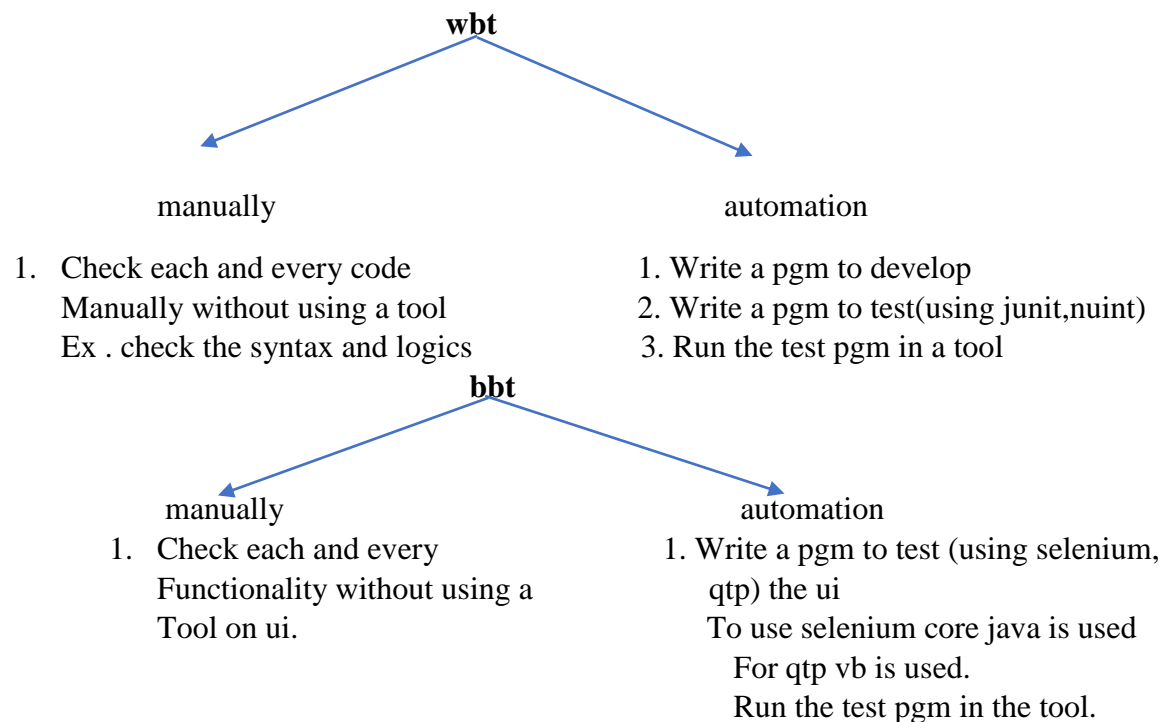 wbt
manually
automation
1. Check each and every code
Manually without using a tool
Ex . check the syntax and logics
1. Write a pgm to develop
2. Write a pgm to test(using junit,nuint)
3. Run the test pgm in a tool
bbt
manually
automation
1. Check each and every
Functionality without using a
Tool on ui.
1. Write a pgm to test (using selenium,
qtp) the ui
To use selenium core java is used
For qtp vb is used.
Run the test pgm in the tool.